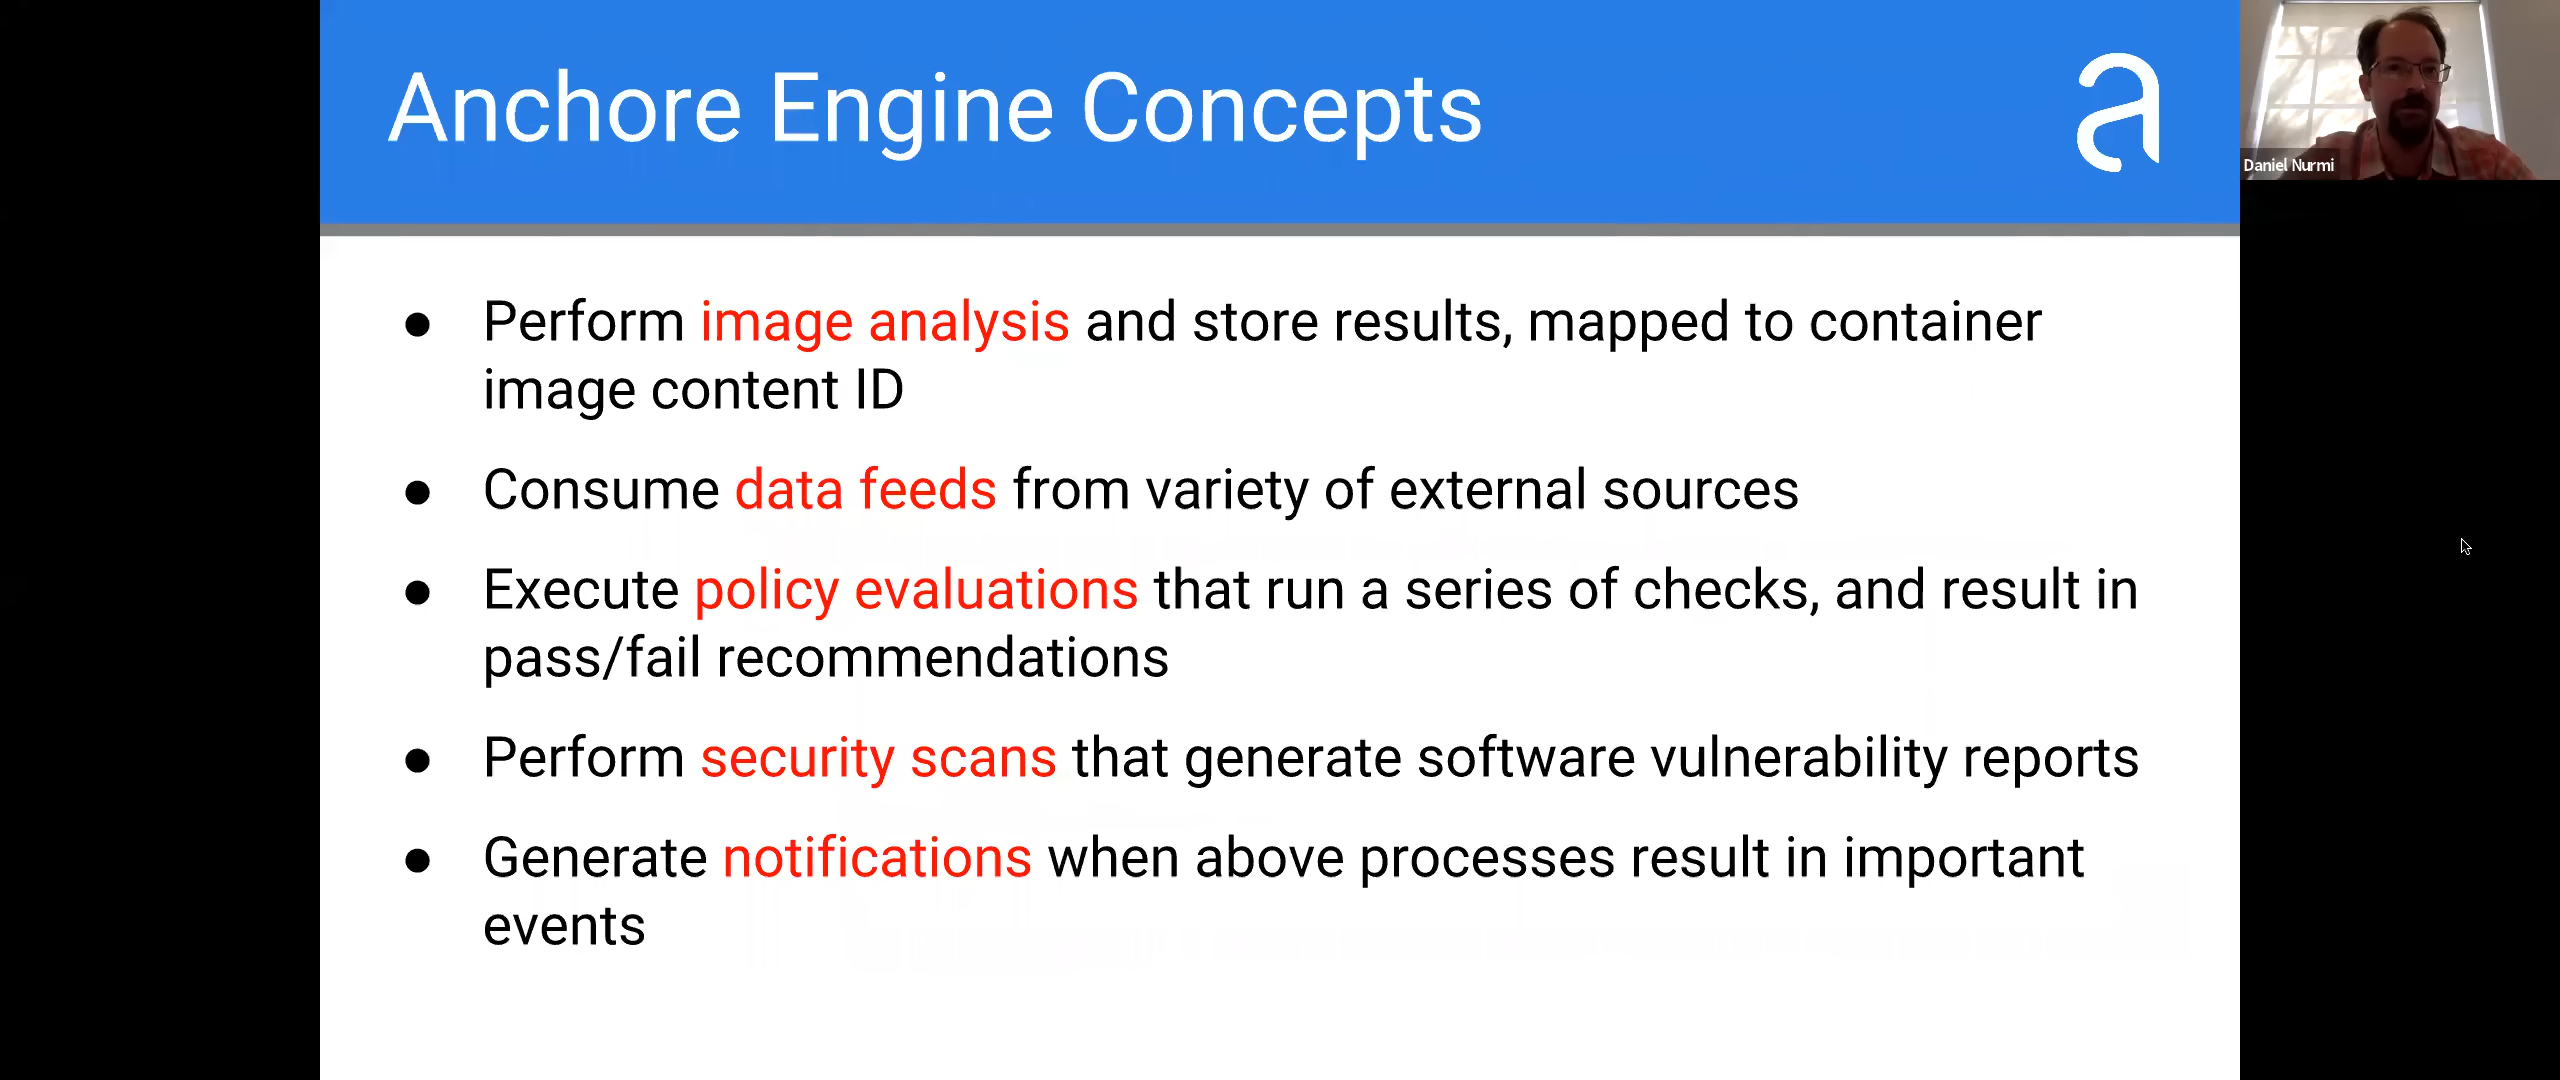 Anchore Engine Concepts
Daniel Nurmi
● Perform image analysis and store results, mapped to container
image content ID
● Consume data feeds from variety of external sources
● Execute policy evaluations that run a series of checks, and result in
pass/fail recommendations
● Perform security scans that generate software vulnerability reports
● Generate notifications when above processes result in important
events